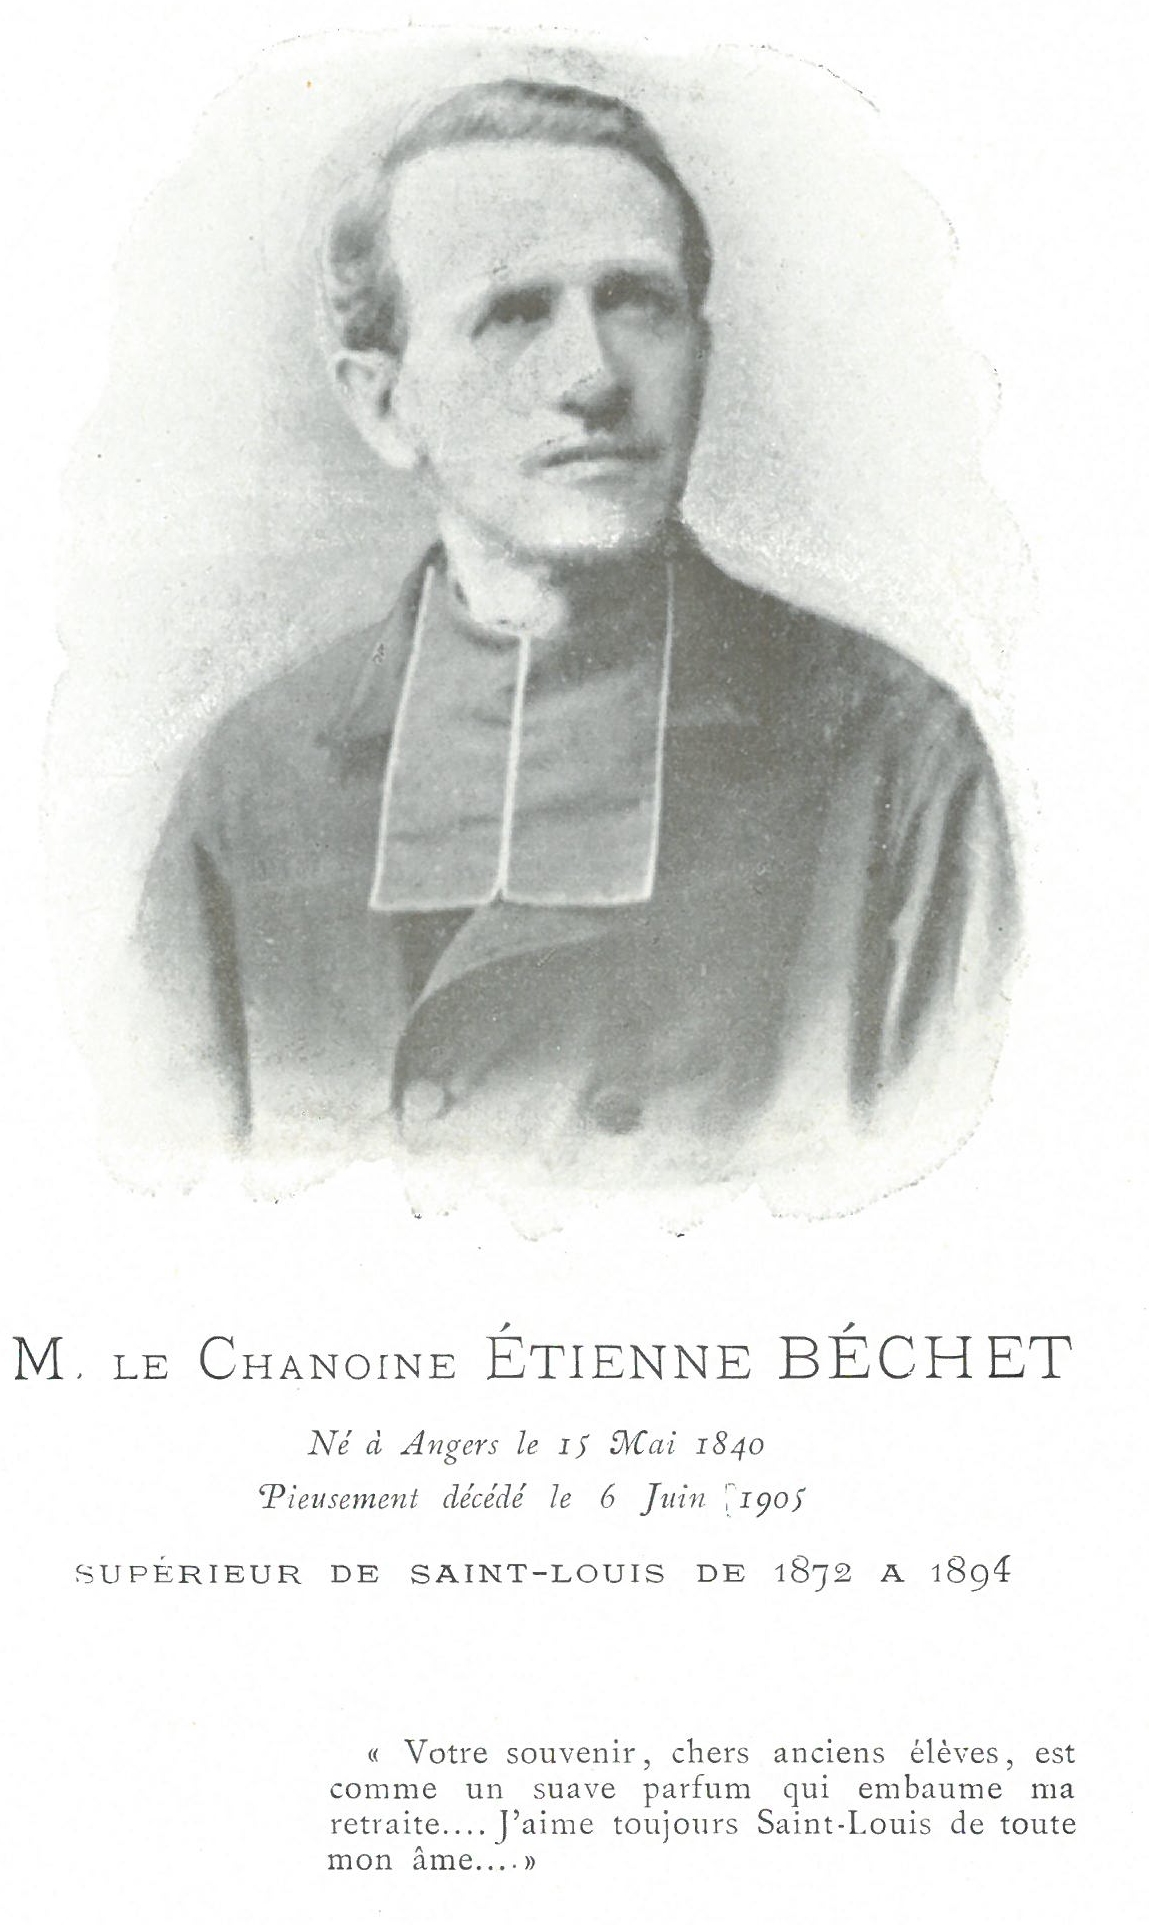 M. LE CHANOINE ÉTIENNE BÉCHET
Né à Angers le 15 Mai 1840
Pieusement décédé le 6 Juin 1905
SUPÉRIEUR DE SAINT-LOUIS DE 1872 A 1894
« Votre souvenir, chers anciens élèves, est
comme un suave parfum qui embaume ma
retraite.... J'aime toujours Saint-Louis de toute
mon âme.... »